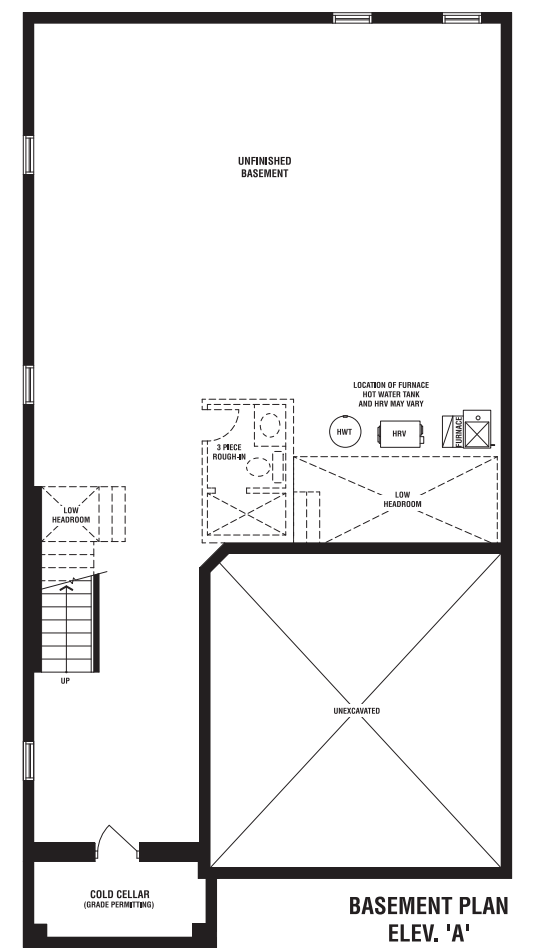 UNFINISHED
BASEMENT
LOCATION OF FURNACE
HOT WATER TANK
AND HRV MAY VARY
HWT
HRV
FURNACE
3 PIECE
ROUGH-IN
LOW
HEADROOM
LOW
HEADROOM
UP
UNEXCAVATED
COLD CELLAR
(GRADE PERMITTING)
BASEMENT PLAN
ELEV. 'A'